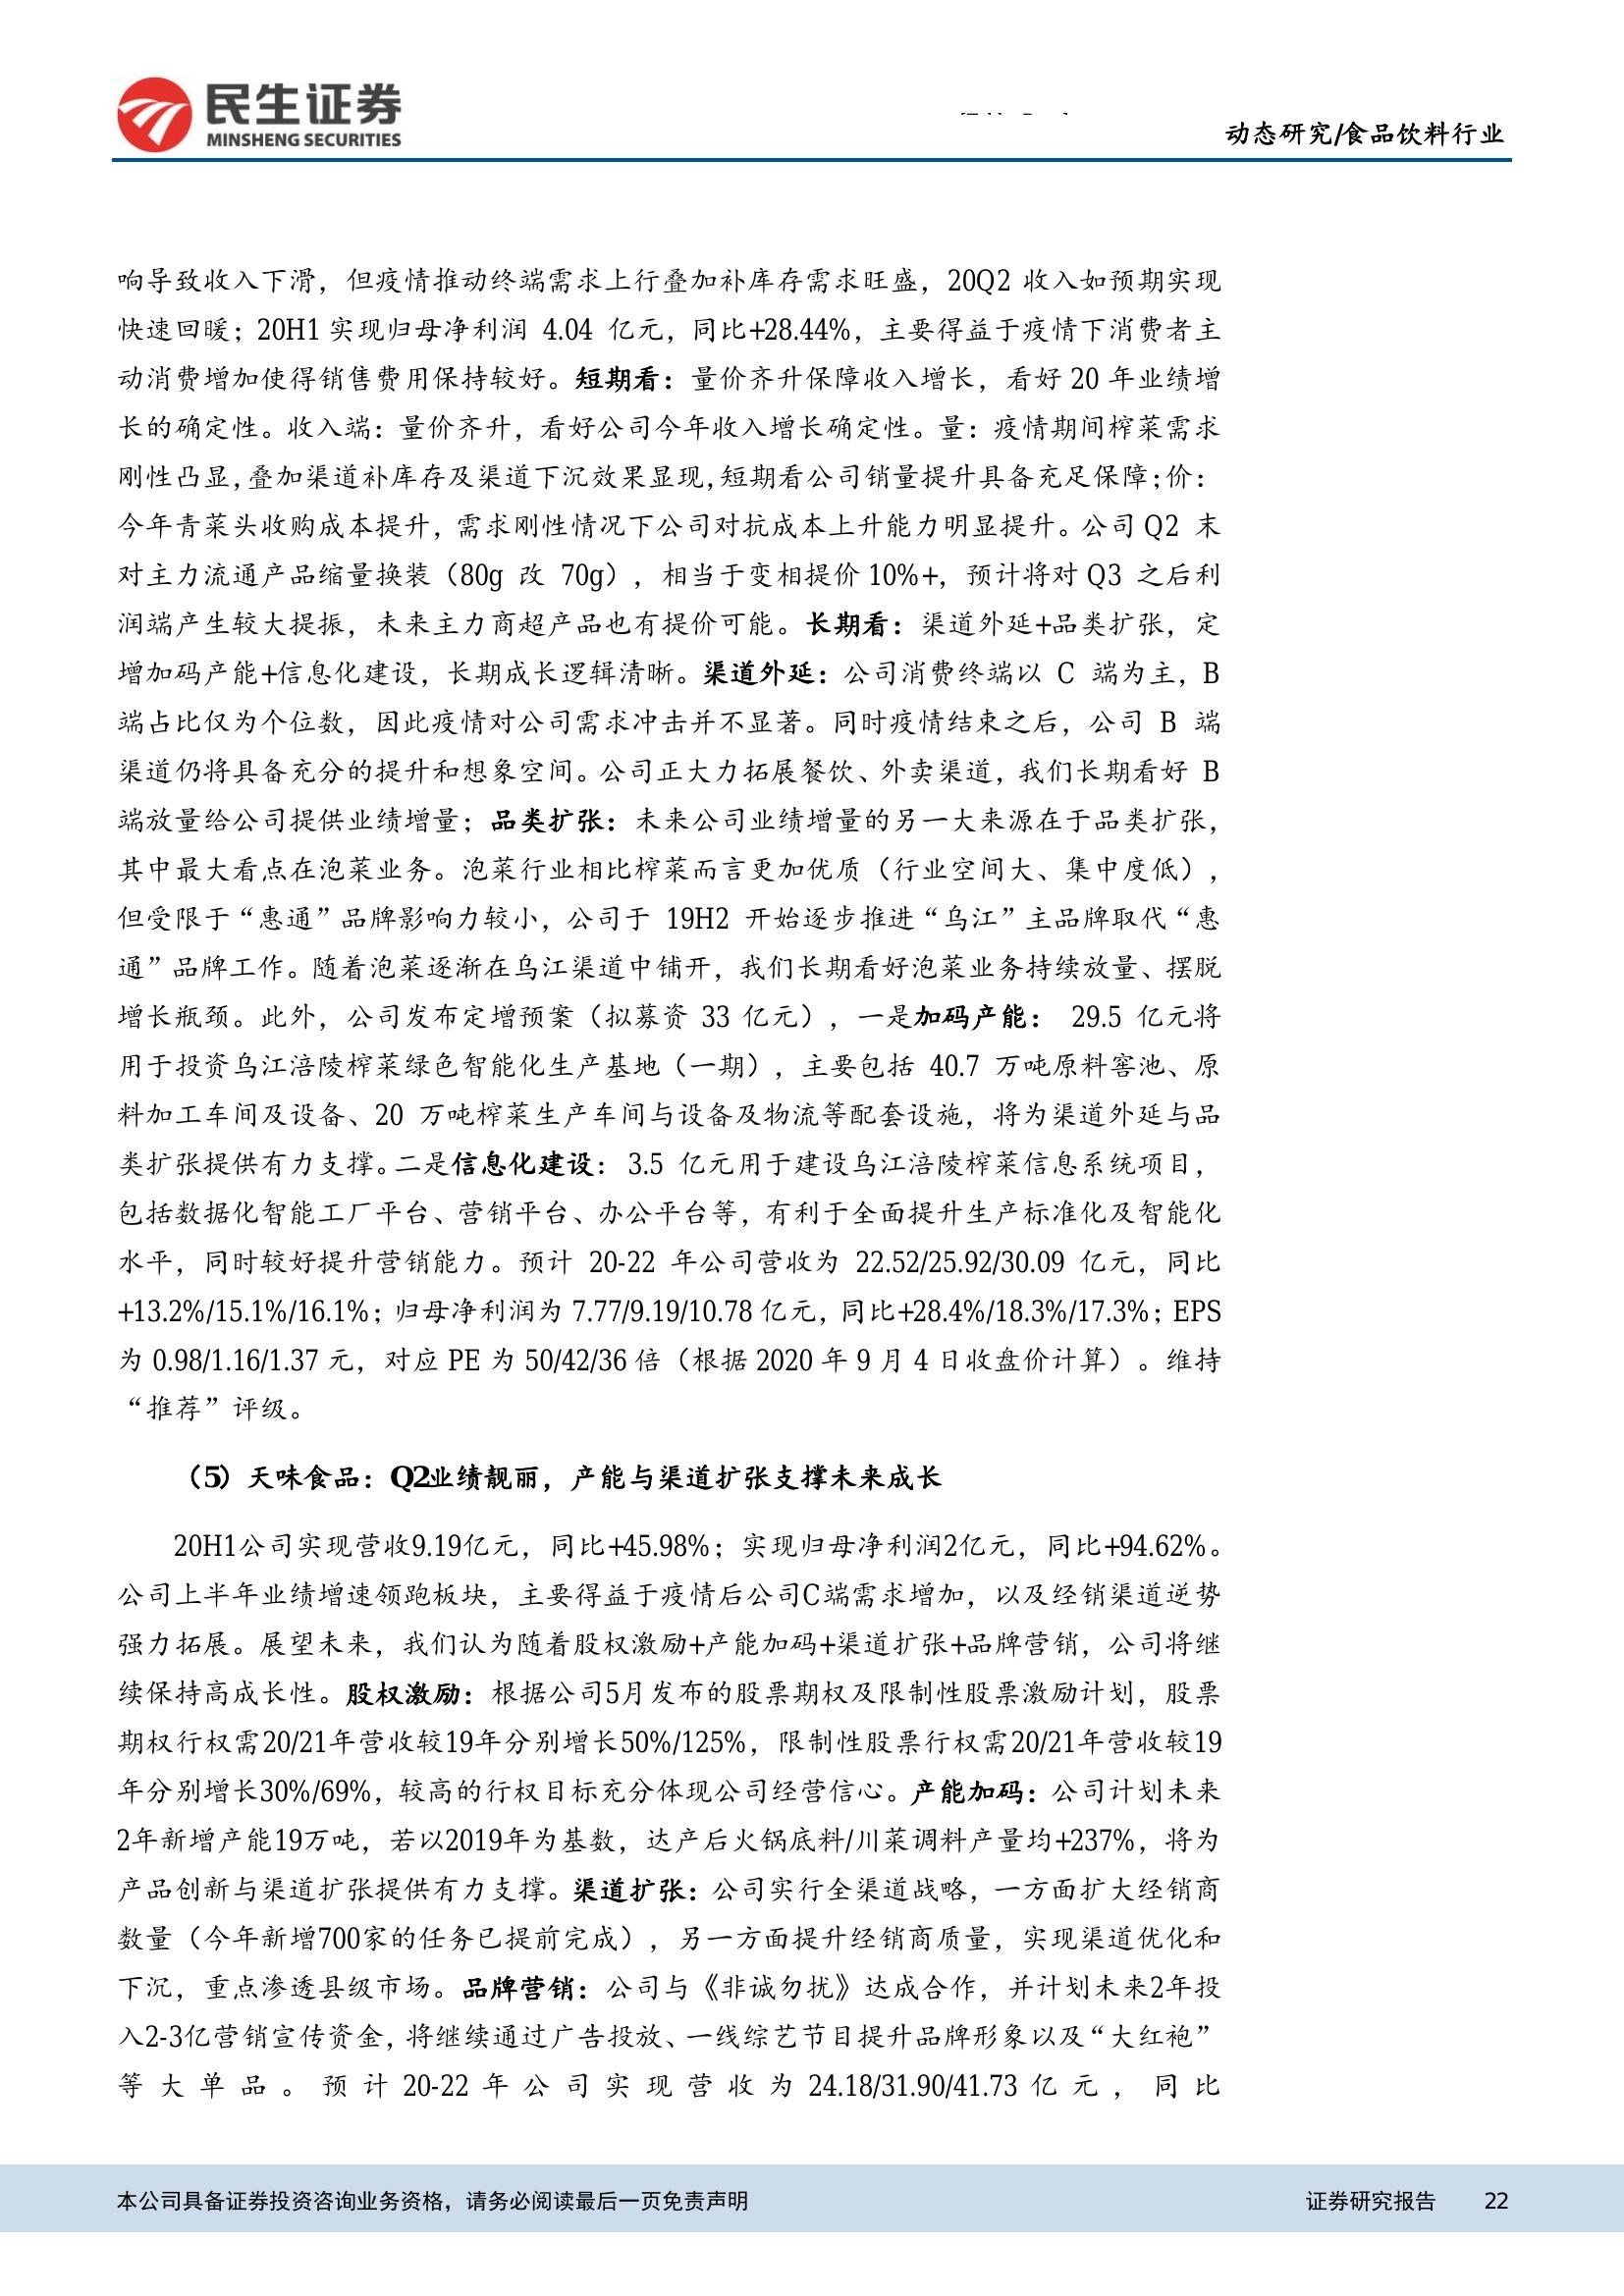 民生证券
MINSHENG SECURITIES
动态研究/食品饮料行业
响导致收入下滑，但疫情推动终端需求上行叠加补库存需求旺盛，20Q2 收入如预期实现
快速回暖；20H1 实现归母净利润 4.04 亿元，同比+28.44%，主要得益于疫情下消费者主
动消费增加使得销售费用保持较好。短期看：量价齐升保障收入增长，看好 20 年业绩增
长的确定性。收入端：量价齐升，看好公司今年收入增长确定性。量：疫情期间榨菜需求
刚性凸显，叠加渠道补库存及渠道下沉效果显现，短期看公司销量提升具备充足保障；价：
今年青菜头收购成本提升，需求刚性情况下公司对抗成本上升能力明显提升。公司 Q2 末
对主力流通产品缩量换装（80g 改 70g），相当于变相提价 10%+，预计将对 Q3 之后利
润端产生较大提振，未来主力商超产品也有提价可能。长期看：渠道外延+品类扩张，定
增加码产能+信息化建设，长期成长逻辑清晰。渠道外延：公司消费终端以 C 端为主，B
端占比仅为个位数，因此疫情对公司需求冲击并不显著。同时疫情结束之后，公司 B 端
渠道仍将具备充分的提升和想象空间。公司正大力拓展餐饮、外卖渠道，我们长期看好 B
端放量给公司提供业绩增量；品类扩张：未来公司业绩增量的另一大来源在于品类扩张，
其中最大看点在泡菜业务。泡菜行业相比榨菜而言更加优质（行业空间大、集中度低），
但受限于“惠通”品牌影响力较小，公司于 19H2 开始逐步推进“乌江”主品牌取代“惠
通”品牌工作。随着泡菜逐渐在乌江渠道中铺开，我们长期看好泡菜业务持续放量、摆脱
增长瓶颈。此外，公司发布定增预案（拟募资 33 亿元），一是加码产能： 29.5 亿元将
用于投资乌江涪陵榨菜绿色智能化生产基地（一期），主要包括 40.7 万吨原料窖池、原
料加工车间及设备、20 万吨榨菜生产车间与设备及物流等配套设施，将为渠道外延与品
类扩张提供有力支撑。二是信息化建设： 3.5 亿元用于建设乌江涪陵榨菜信息系统项目，
包括数据化智能工厂平台、营销平台、办公平台等，有利于全面提升生产标准化及智能化
水平，同时较好提升营销能力。预计 20-22 年公司营收为 22.52/25.92/30.09 亿元，同比
+13.2%/15.1%/16.1%；归母净利润为 7.77/9.19/10.78 亿元，同比+28.4%/18.3%/17.3%；EPS
为 0.98/1.16/1.37 元，对应 PE 为 50/42/36 倍（根据 2020 年 9 月 4 日收盘价计算）。维持
“推荐”评级。
（5）天味食品：Q2业绩靓丽，产能与渠道扩张支撑未来成长
20H1公司实现营收9.19亿元，同比+45.98%；实现归母净利润2亿元，同比+94.62%。
公司上半年业绩增速领跑板块，主要得益于疫情后公司C端需求增加，以及经销渠道逆势
强力拓展。展望未来，我们认为随着股权激励+产能加码+渠道扩张+品牌营销，公司将继
续保持高成长性。股权激励：根据公司5月发布的股票期权及限制性股票激励计划，股票
期权行权需20/21年营收较19年分别增长50%/125%，限制性股票行权需20/21年营收较19
年分别增长30%/69%，较高的行权目标充分体现公司经营信心。产能加码：公司计划未来
2年新增产能19万吨，若以2019年为基数，达产后火锅底料/川菜调料产量均+237%，将为
产品创新与渠道扩张提供有力支撑。渠道扩张：公司实行全渠道战略，一方面扩大经销商
数量（今年新增700家的任务已提前完成），另一方面提升经销商质量，实现渠道优化和
下沉，重点渗透县级市场。品牌营销：公司与《非诚勿扰》达成合作，并计划未来2年投
入2-3亿营销宣传资金，将继续通过广告投放、一线综艺节目提升品牌形象以及“大红袍”
等大单品。预计 20-22 年公司实现营收为 24.18/31.90/41.73 亿元，同比
本公司具备证券投资咨询业务资格，请务必阅读最后一页免责声明
证券研究报告 22